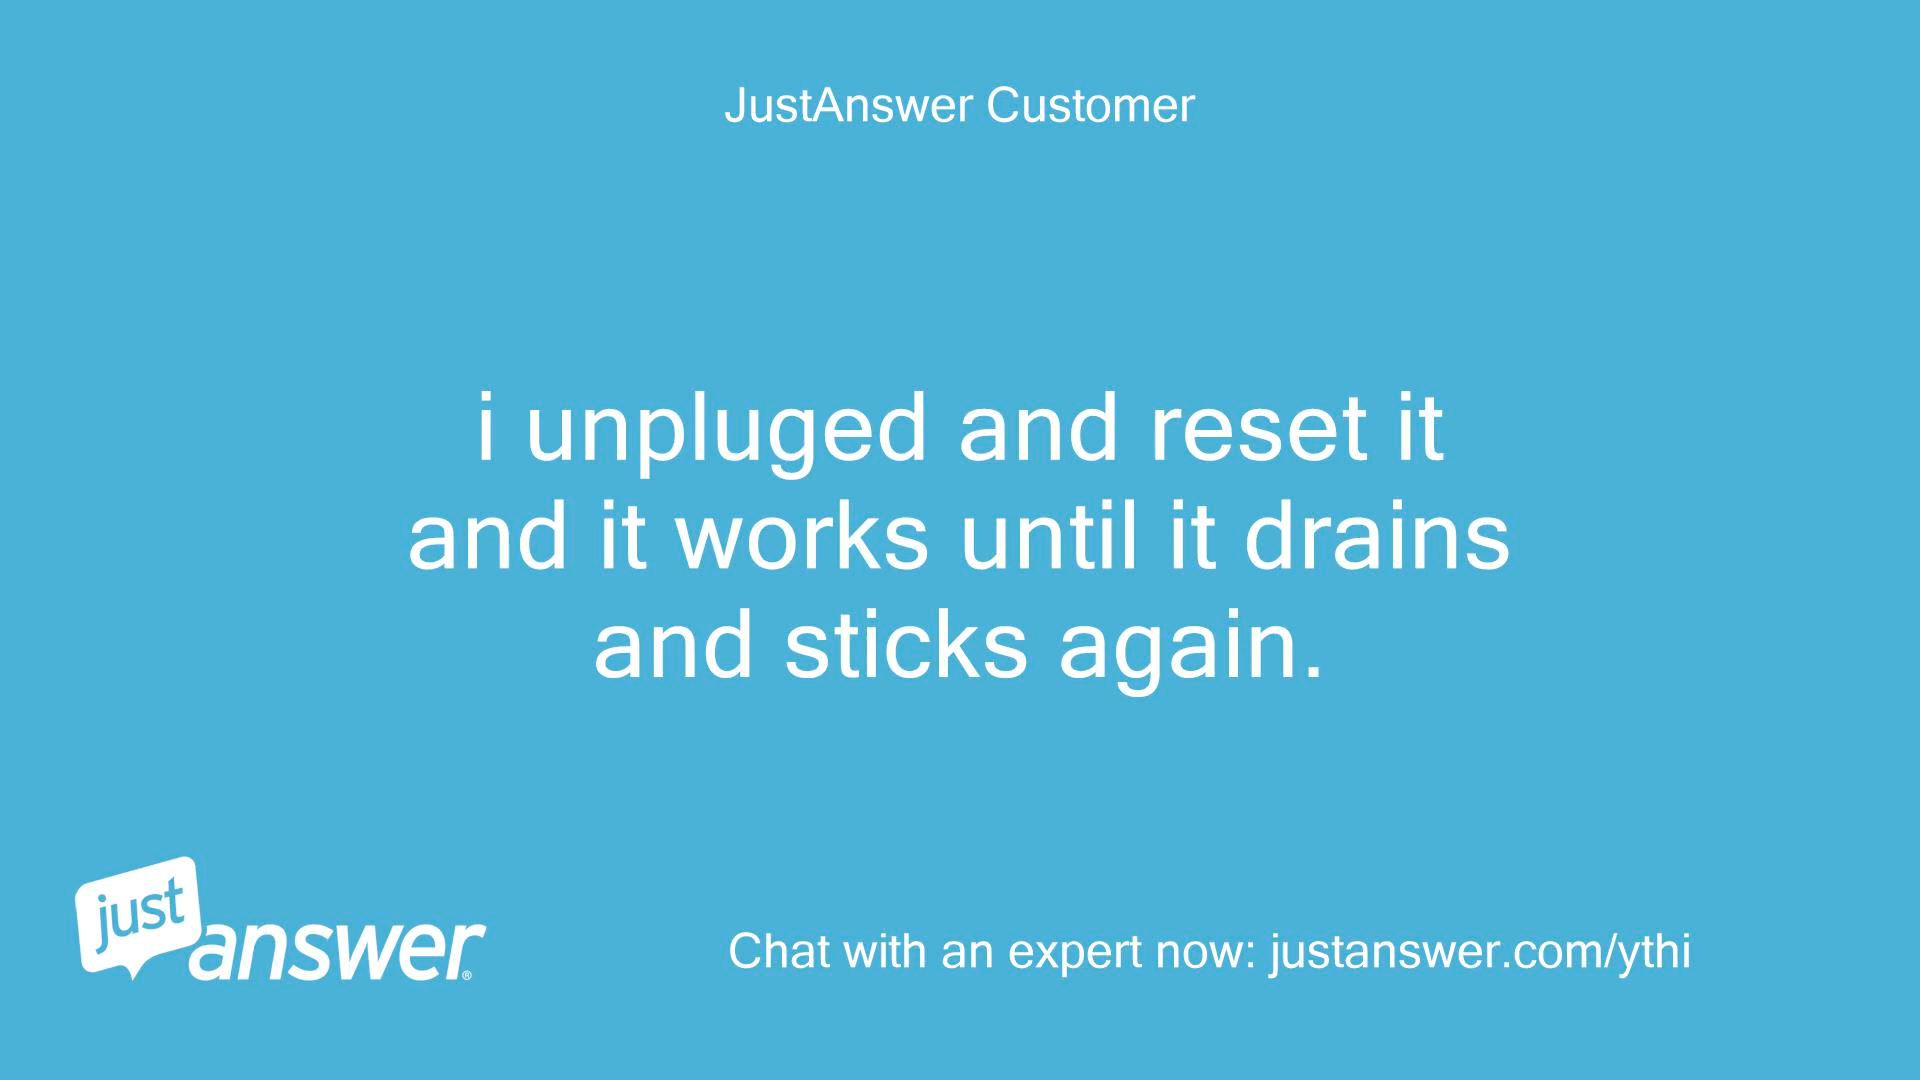 JustAnswer Customer
i unpluged and reset it
and it works until it drains
and sticks again.
just
answer®
Chat with an expert now: justanswer.com/ythi